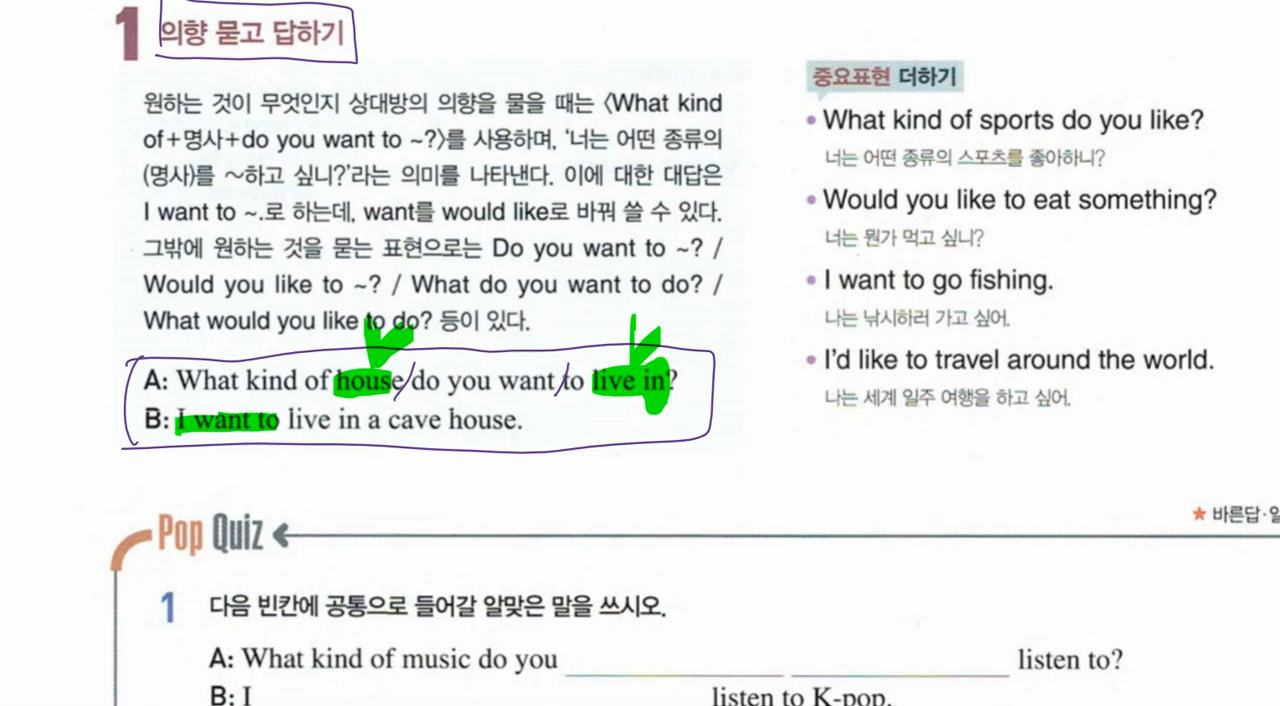 1 의향 묻고 답하기
원하는 것이 무엇인지 상대방의 의향을 물을 때는 〈What kind
of+명사+do you want to ~?〉를 사용하며, '너는 어떤 종류의
(명사)를 ~하고 싶니?'라는 의미를 나타낸다. 이에 대한 대답은
I want to ~.로 하는데, want를 would like로 바꿔 쓸 수 있다.
그밖에 원하는 것을 묻는 표현으로는 Do you want to ~? /
Would you like to ~? / What do you want to do? /
What would you like to do? 등이 있다.
A: What kind of house do you want to live in?
B: I want to live in a cave house.
중요표현 더하기
• What kind of sports do you like?
너는 어떤 종류의 스포츠를 좋아하니?
• Would you like to eat something?
너는 뭔가 먹고 싶니?
• I want to go fishing.
나는 낚시하러 가고 싶어.
• I'd like to travel around the world.
나는 세계 일주 여행을 하고 싶어.
Pop Quiz
★ 바른답·알
1 다음 빈칸에 공통으로 들어갈 알맞은 말을 쓰시오.
A: What kind of music do you ________ ________ listen to?
B: I ________ listen to K-pop.